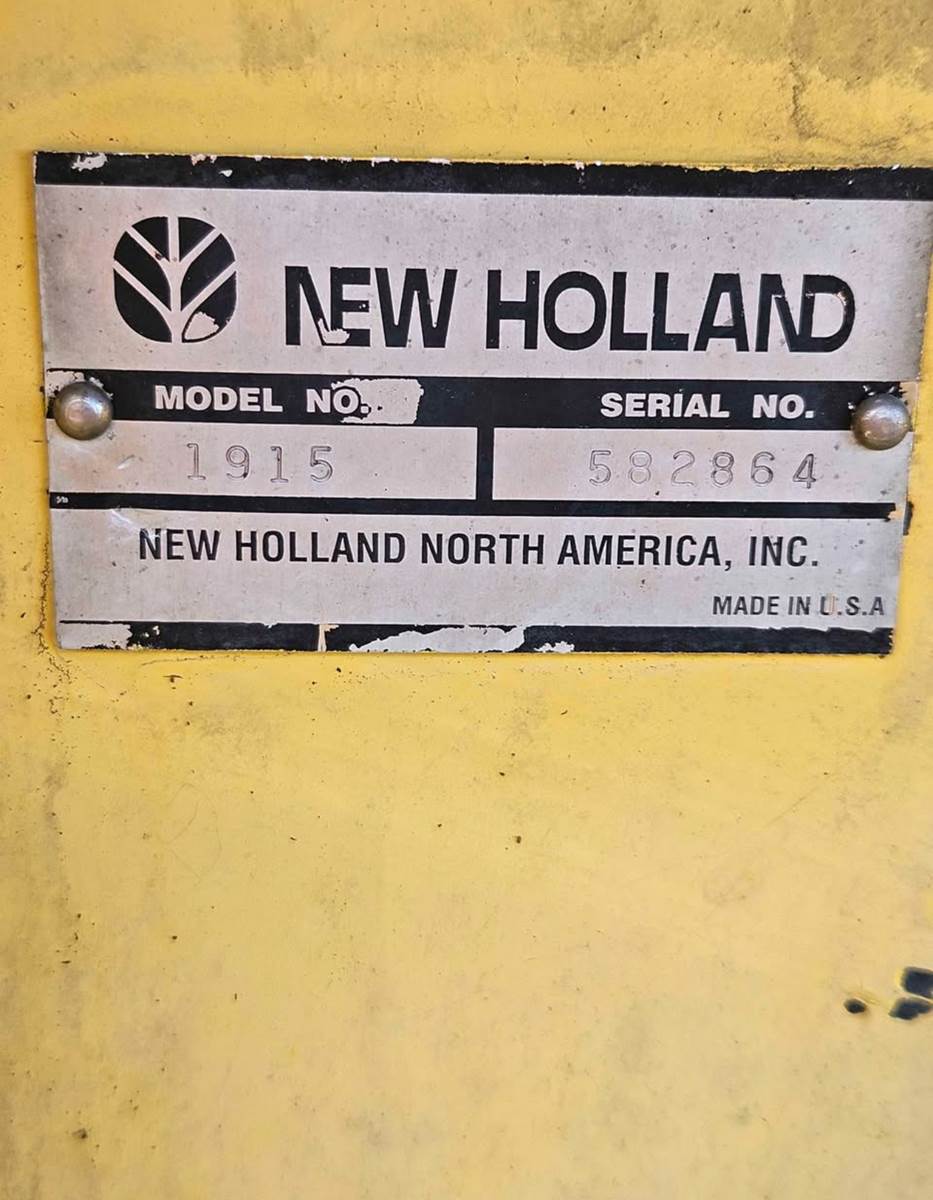 NEW HOLLAND
MODEL NO. SERIAL NO.
1915 582864
NEW HOLLAND NORTH AMERICA, INC.
MADE IN U.S.A